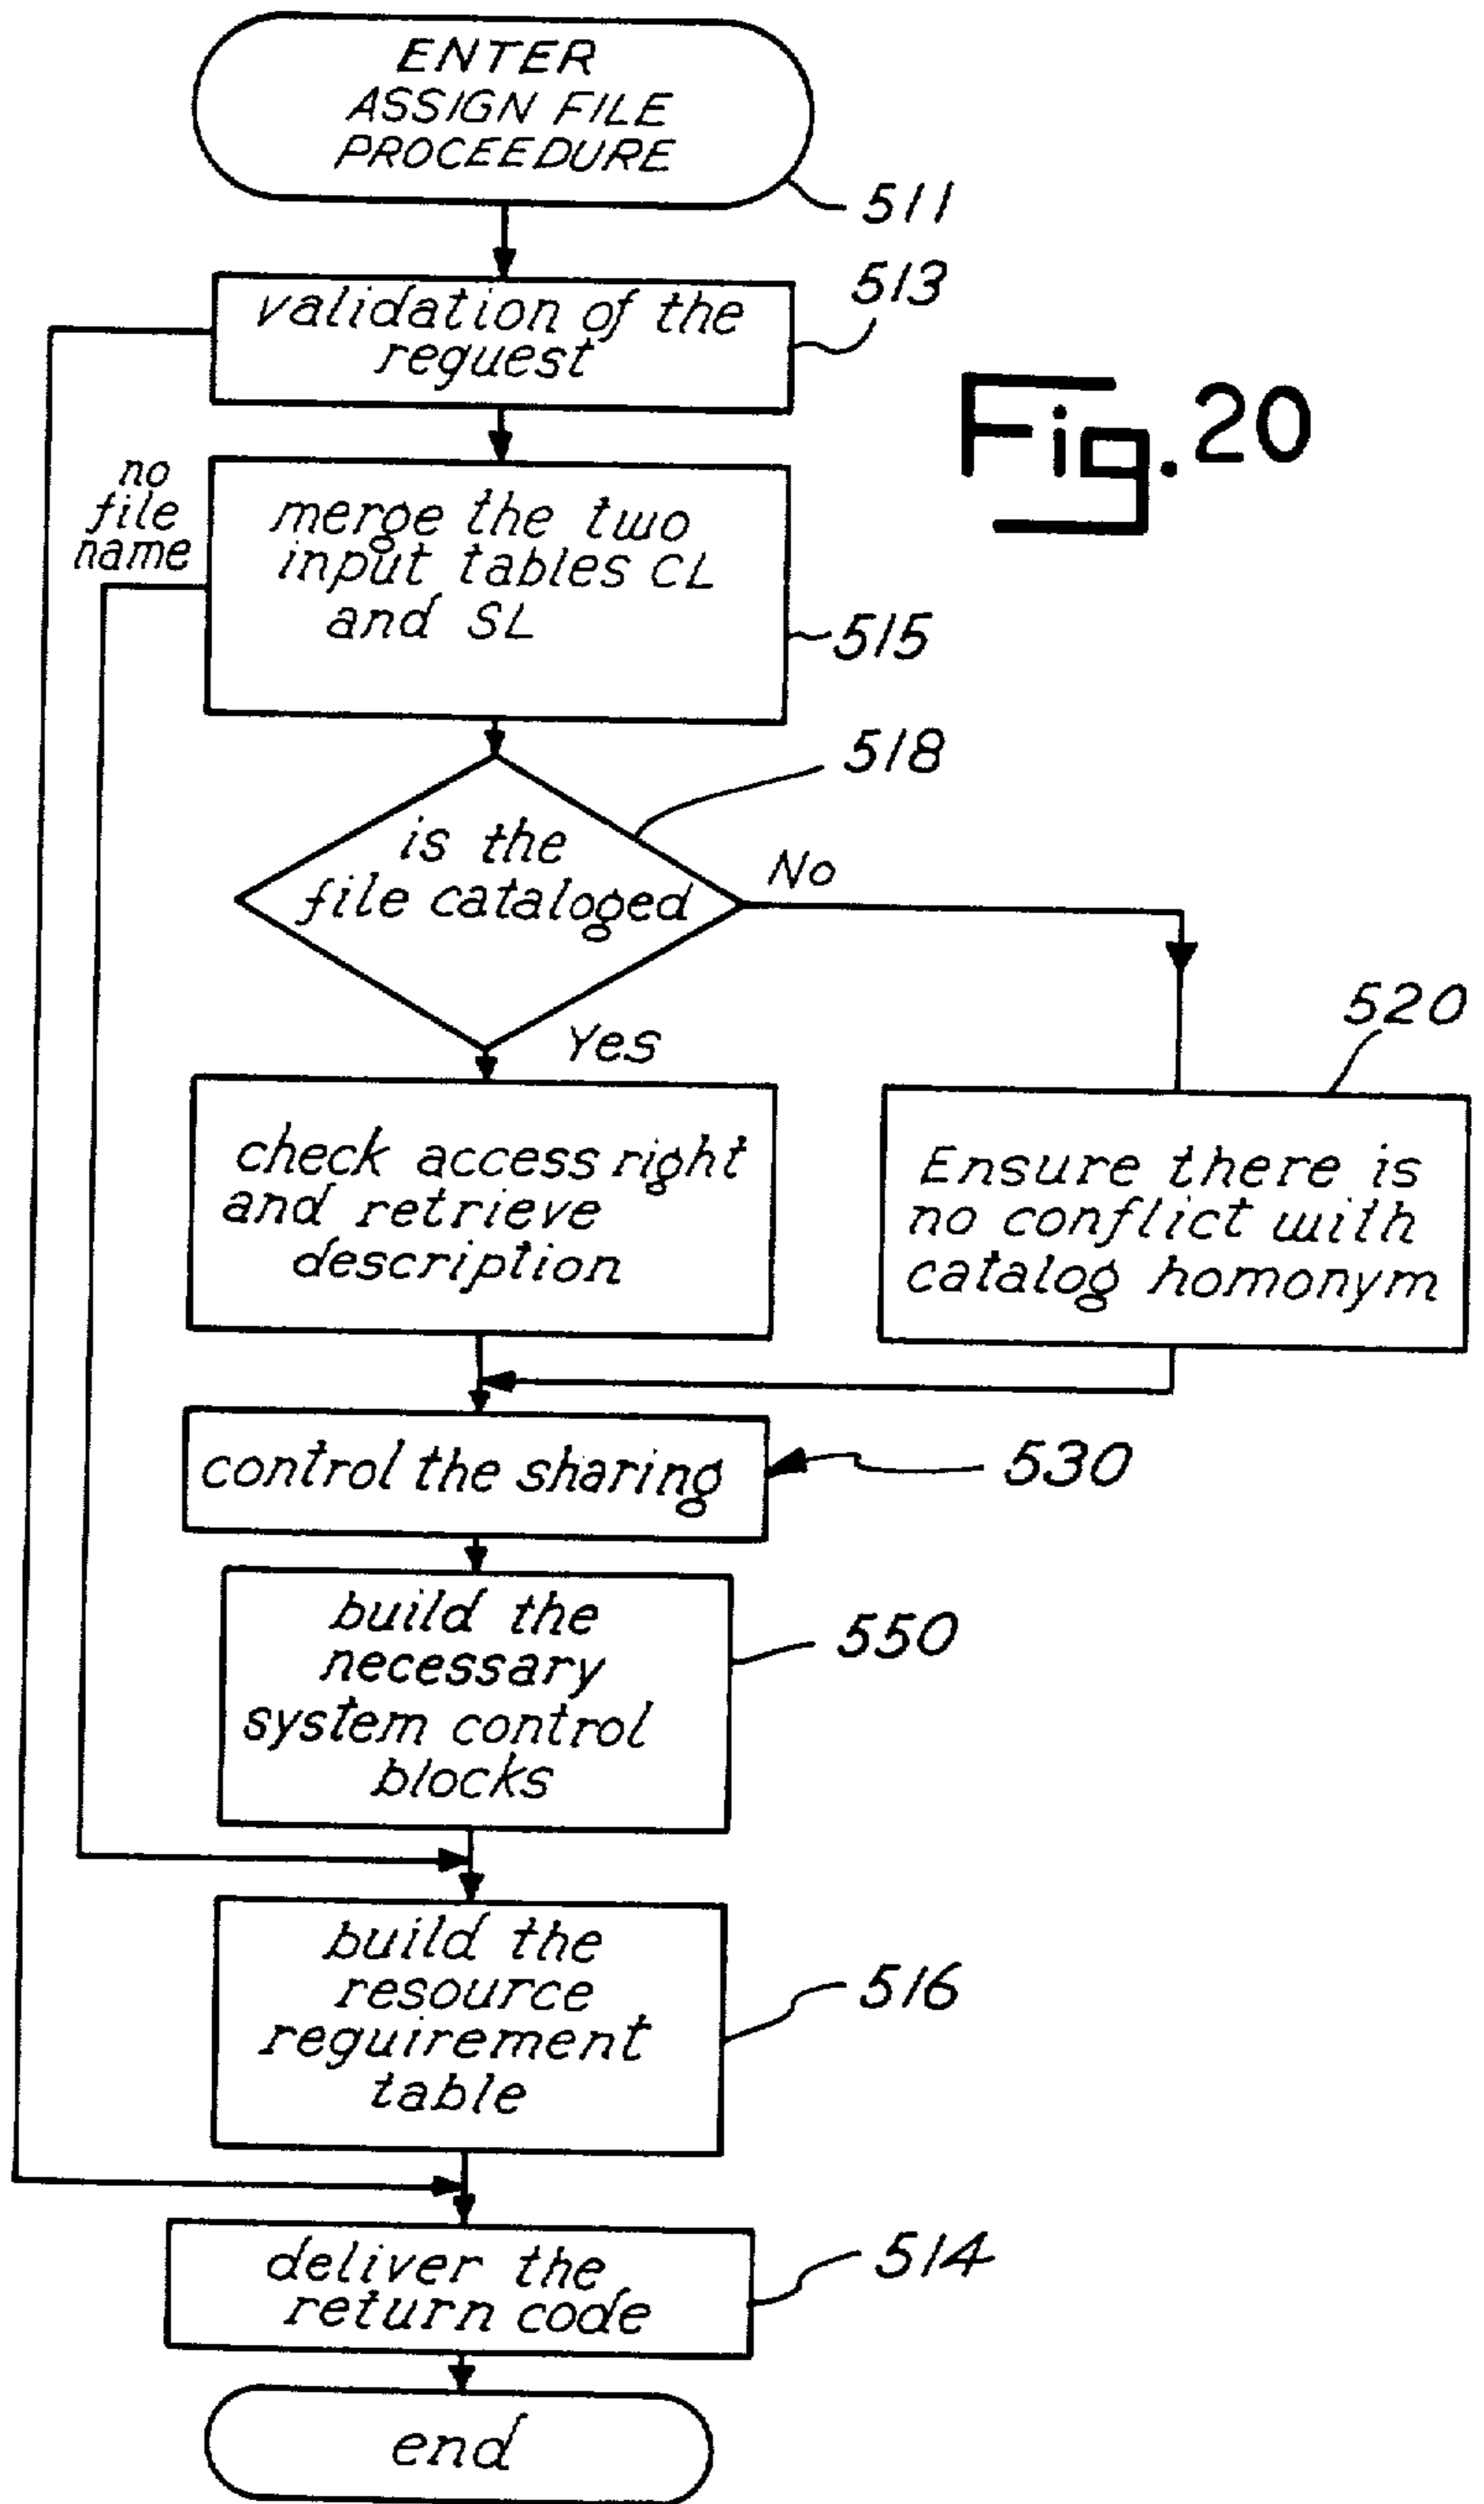 ENTER
ASSIGN FILE
PROCEEDURE
511
513
validation of the
request
Fig. 20
no
file
name
merge the two
input tables CL
and SL
515
518
is the
file cataloged
No
Yes
520
check access right
and retrieve
description
Ensure there is
no conflict with
catalog homonym
control the sharing
530
build the
necessary
system control
blocks
550
build the
resource
requirement
table
516
deliver the
return code
514
end